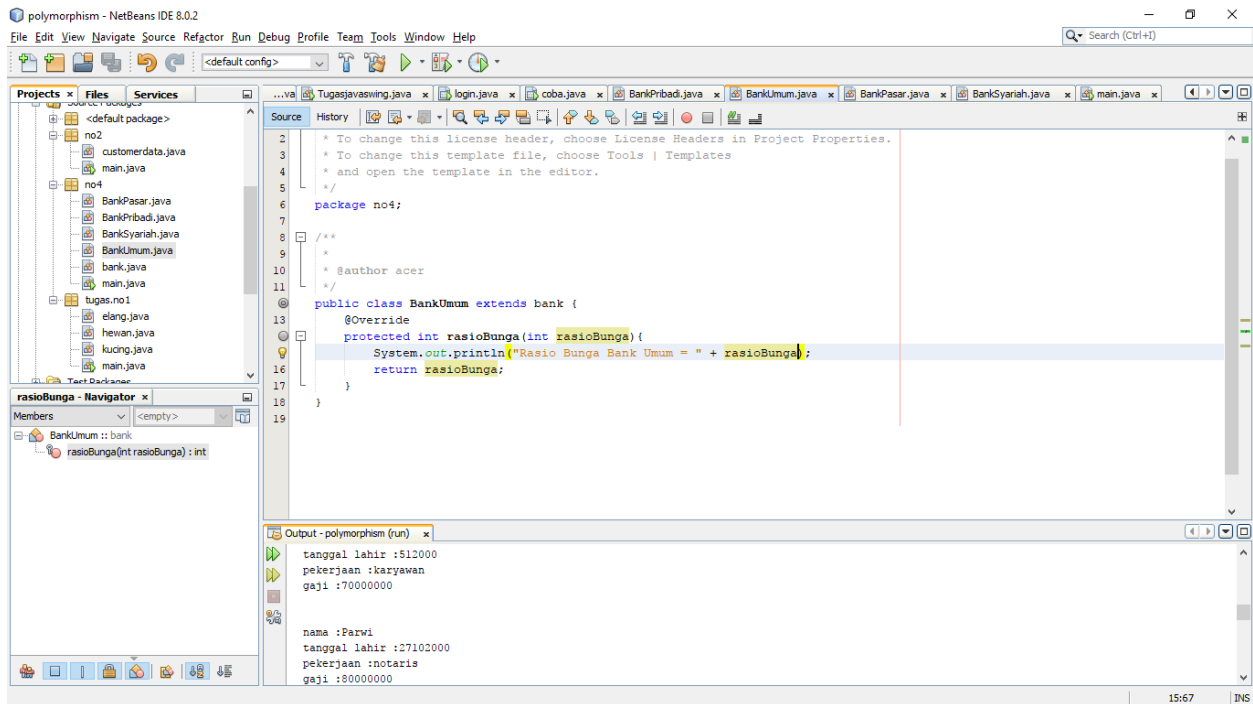 polymorphism - NetBeans IDE 8.0.2
File Edit View Navigate Source Refactor Run Debug Profile Team Tools Window Help
Search (Ctrl+I)
<default config>
Projects Files Services
Source Packages
<default package>
no2
customerdata.java
main.java
no4
BankPasar.java
BankPribadi.java
BankSyariah.java
BankUmum.java
bank.java
main.java
tugas.no1
elang.java
hewan.java
kucing.java
main.java
Test Packages
rasioBunga - Navigator
Members <empty>
BankUmum :: bank
rasioBunga(int rasioBunga) : int
...va Tugasjavaswing.java login.java coba.java BankPribadi.java BankUmum.java BankPasar.java BankSyariah.java main.java
Source History
2 * To change this license header, choose License Headers in Project Properties.
3 * To change this template file, choose Tools | Templates
4 * and open the template in the editor.
5 */
6 package no4;
7
8 /**
9 *
10 * @author acer
11 */
public class BankUmum extends bank {
13 @Override
protected int rasioBunga(int rasioBunga){
System.out.println("Rasio Bunga Bank Umum = " + rasioBunga);
16 return rasioBunga;
17 }
18 }
19
Output - polymorphism (run)
tanggal lahir :512000
pekerjaan :karyawan
gaji :70000000
nama :Parwi
tanggal lahir :27102000
pekerjaan :notaris
gaji :80000000
15:67 INS